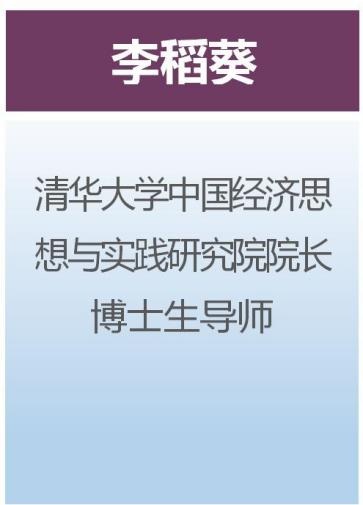 李稻葵
清华大学中国经济思
想与实践研究院院长
博士生导师